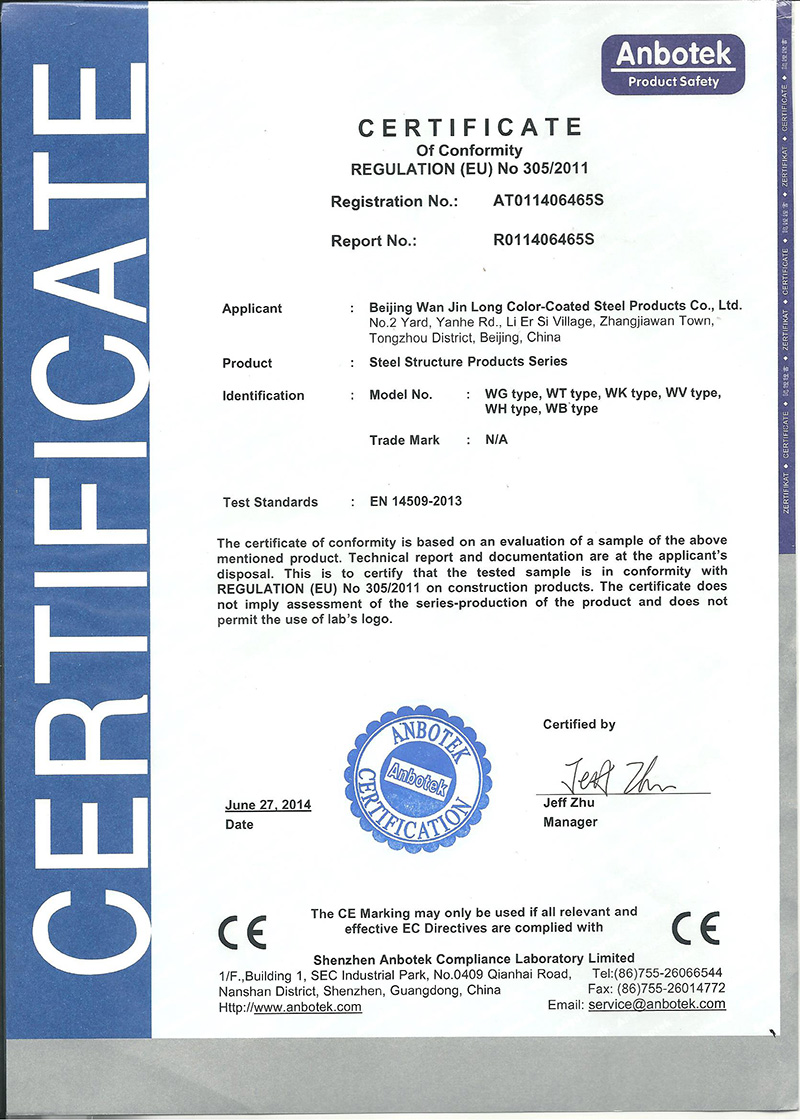 CERTIFICATE
Anbotek
Product Safety
CERTIFICATE
Of Conformity
REGULATION (EU) No 305/2011
Registration No.: AT011406465S
Report No.: R011406465S
Applicant : Beijing Wan Jin Long Color-Coated Steel Products Co., Ltd.
No.2 Yard, Yanhe Rd., Li Er Si Village, Zhangjiawan Town,
Tongzhou District, Beijing, China
Product : Steel Structure Products Series
Identification : Model No. : WG type, WT type, WK type, WV type,
WH type, WB type
Trade Mark : N/A
Test Standards : EN 14509-2013
The certificate of conformity is based on an evaluation of a sample of the above
mentioned product. Technical report and documentation are at the applicant's
disposal. This is to certify that the tested sample is in conformity with
REGULATION (EU) No 305/2011 on construction products. The certificate does
not imply assessment of the series-production of the product and does not
permit the use of lab's logo.
ANBOTEK
Anbotek
CERTIFICATION
Certified by
Jeff Zhu
June 27, 2014
Jeff Zhu
Date
Manager
CE
The CE Marking may only be used if all relevant and
effective EC Directives are complied with
CE
Shenzhen Anbotek Compliance Laboratory Limited
1/F.,Building 1, SEC Industrial Park, No.0409 Qianhai Road, Tel:(86)755-26066544
Nanshan District, Shenzhen, Guangdong, China Fax: (86)755-26014772
Http://www.anbotek.com Email: service@anbotek.com
ZERTIFIKAT ◆ CERTIFICATE ◆
ZERTIFIKAT ◆ CERTIFICATE ◆
ZERTIFIKAT ◆ CERTIFICATE ◆